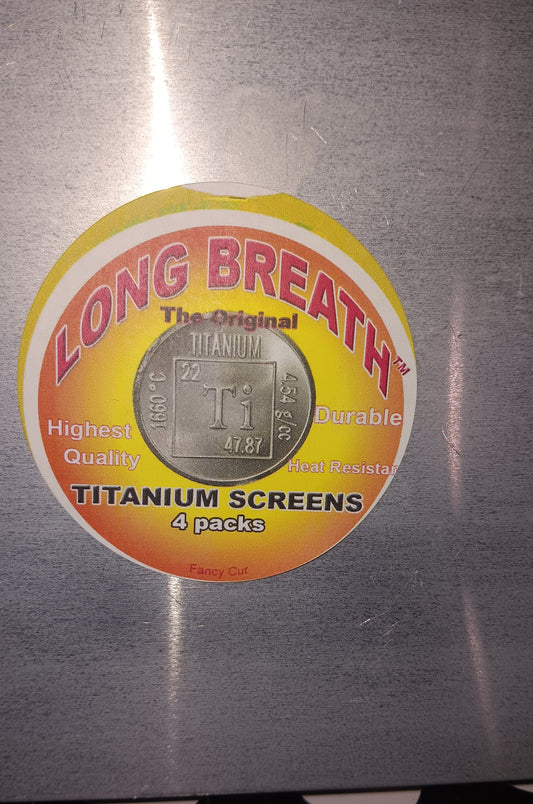 LONG BREATH™
The Original
TITANIUM
22
Ti
47.87
1660°C
4.54 g/cc
Highest
Quality
Durable
Heat Resistan
TITANIUM SCREENS
4 packs
Fancy Cut